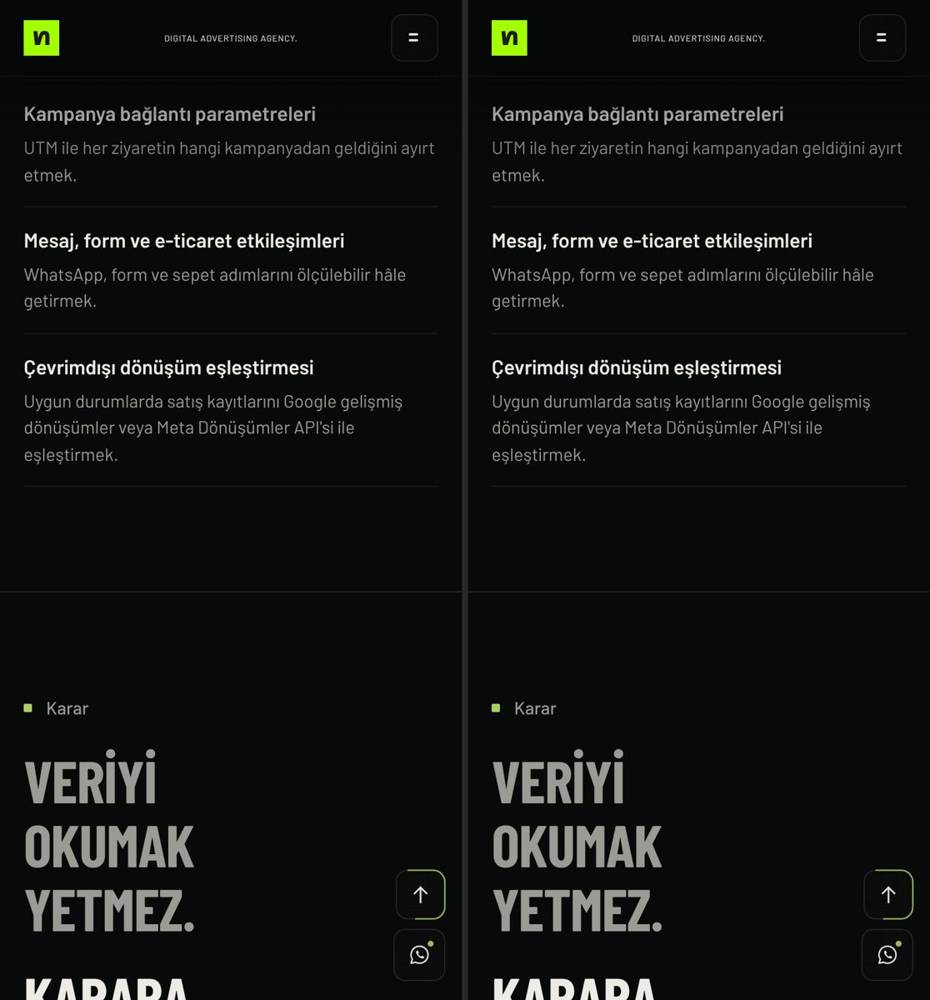 n
DIGITAL ADVERTISING AGENCY.
Kampanya bağlantı parametreleri
UTM ile her ziyaretin hangi kampanyadan geldiğini ayırt
etmek.
Mesaj, form ve e-ticaret etkileşimleri
WhatsApp, form ve sepet adımlarını ölçülebilir hâle
getirmek.
Çevrimdışı dönüşüm eşleştirmesi
Uygun durumlarda satış kayıtlarını Google gelişmiş
dönüşümler veya Meta Dönüşümler API'si ile
eşleştirmek.
Karar
VERİYİ
OKUMAK
YETMEZ.
KARARA
n
DIGITAL ADVERTISING AGENCY.
Kampanya bağlantı parametreleri
UTM ile her ziyaretin hangi kampanyadan geldiğini ayırt
etmek.
Mesaj, form ve e-ticaret etkileşimleri
WhatsApp, form ve sepet adımlarını ölçülebilir hâle
getirmek.
Çevrimdışı dönüşüm eşleştirmesi
Uygun durumlarda satış kayıtlarını Google gelişmiş
dönüşümler veya Meta Dönüşümler API'si ile
eşleştirmek.
Karar
VERİYİ
OKUMAK
YETMEZ.
KARARA